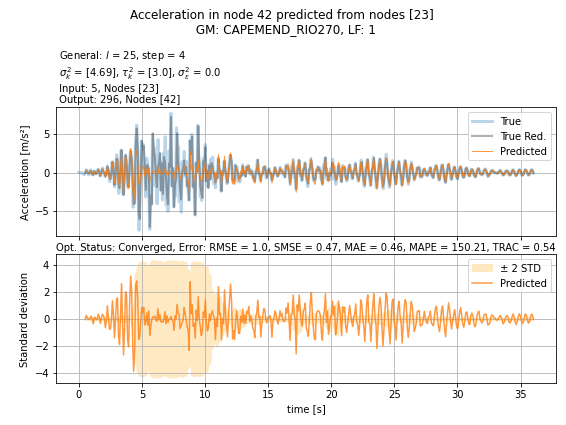 Acceleration in node 42 predicted from nodes [23]
GM: CAPEMEND_RIO270, LF: 1
General: l = 25, step = 4
σ²ₖ = [4.69], τ²ₖ = [3.0], σ²ₑ = 0.0
Input: 5, Nodes [23]
Output: 296, Nodes [42]
True
True Red.
Predicted
Acceleration [m/s²]
5
0
−5
Opt. Status: Converged, Error: RMSE = 1.0, SMSE = 0.47, MAE = 0.46, MAPE = 150.21, TRAC = 0.54
± 2 STD
Predicted
Standard deviation
4
2
0
−2
−4
0 5 10 15 20 25 30 35
time [s]